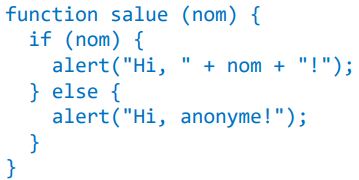 function salue (nom) {
  if (nom) {
    alert("Hi, " + nom + "!");
  } else {
    alert("Hi, anonyme!");
  }
}